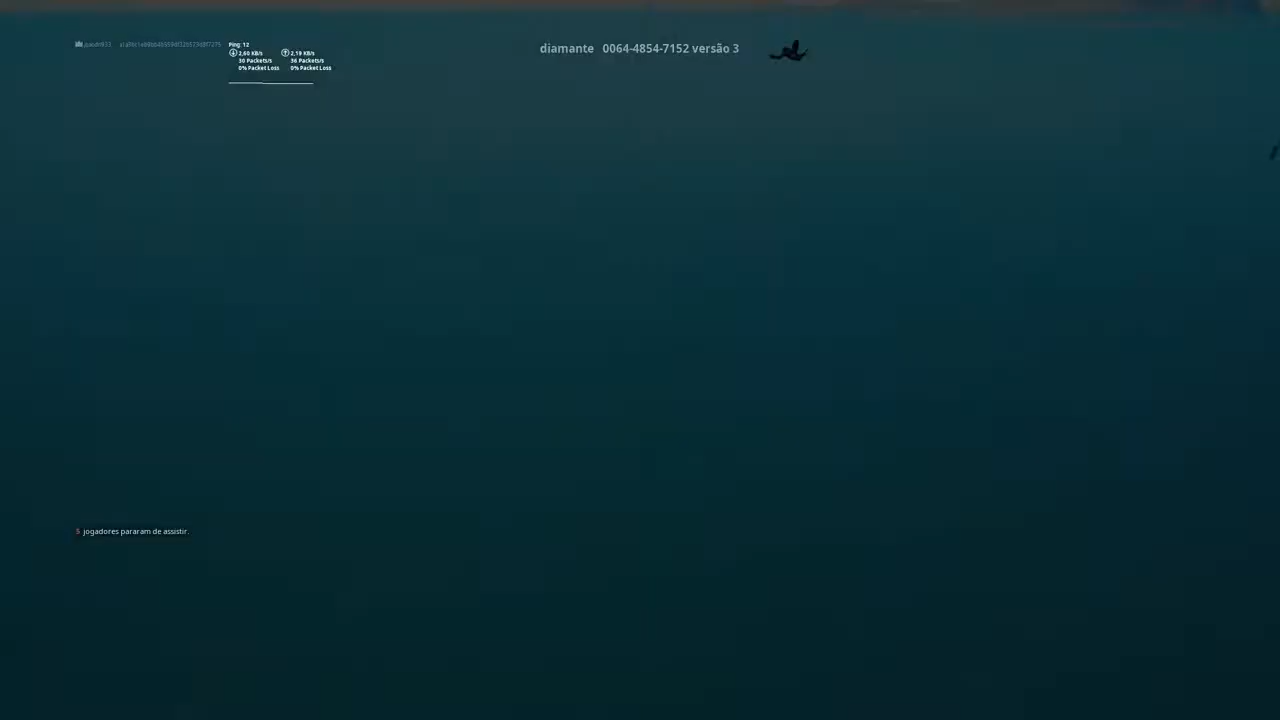 Ping: 12
2,60 KB/s 2,19 KB/s
30 Packets/s 36 Packets/s
0% Packet Loss 0% Packet Loss
diamante 0064-4854-7152 versão 3
5 jogadores pararam de assistir.